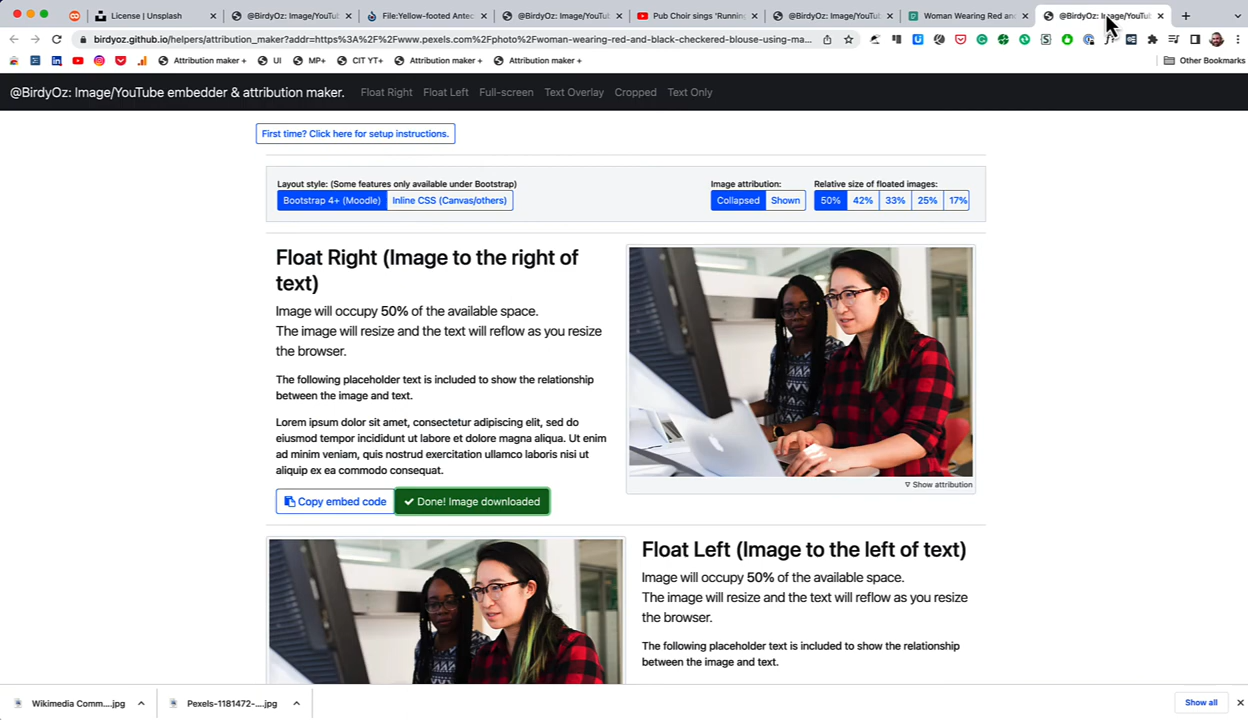 License | Unsplash
@BirdyOz: Image/YouTub
File:Yellow-footed Antec
@BirdyOz: Image/YouTub
Pub Choir sings 'Running
@BirdyOz: Image/YouTub
Woman Wearing Red and
@BirdyOz: Image/YouTub
birdyoz.github.io/helpers/attribution_maker?addr=https%3A%2F%2Fwww.pexels.com%2Fphoto%2Fwoman-wearing-red-and-black-checkered-blouse-using-ma...
Attribution maker +
UI
MP+
CIT YT+
Attribution maker +
Attribution maker +
Other Bookmarks
@BirdyOz: Image/YouTube embedder & attribution maker.
Float Right
Float Left
Full-screen
Text Overlay
Cropped
Text Only
First time? Click here for setup instructions.
Layout style: (Some features only available under Bootstrap)
Image attribution:
Relative size of floated images:
Bootstrap 4+ (Moodle)
Inline CSS (Canvas/others)
Collapsed
Shown
50%
42%
33%
25%
17%
Float Right (Image to the right of
text)
Image will occupy 50% of the available space.
The image will resize and the text will reflow as you resize
the browser.
The following placeholder text is included to show the relationship
between the image and text.
Lorem ipsum dolor sit amet, consectetur adipiscing elit, sed do
eiusmod tempor incididunt ut labore et dolore magna aliqua. Ut enim
ad minim veniam, quis nostrud exercitation ullamco laboris nisi ut
aliquip ex ea commodo consequat.
Copy embed code
Done! Image downloaded
▽ Show attribution
Float Left (Image to the left of text)
Image will occupy 50% of the available space.
The image will resize and the text will reflow as you resize
the browser.
The following placeholder text is included to show the relationship
between the image and text.
Wikimedia Comm....jpg
Pexels-1181472-....jpg
Show all